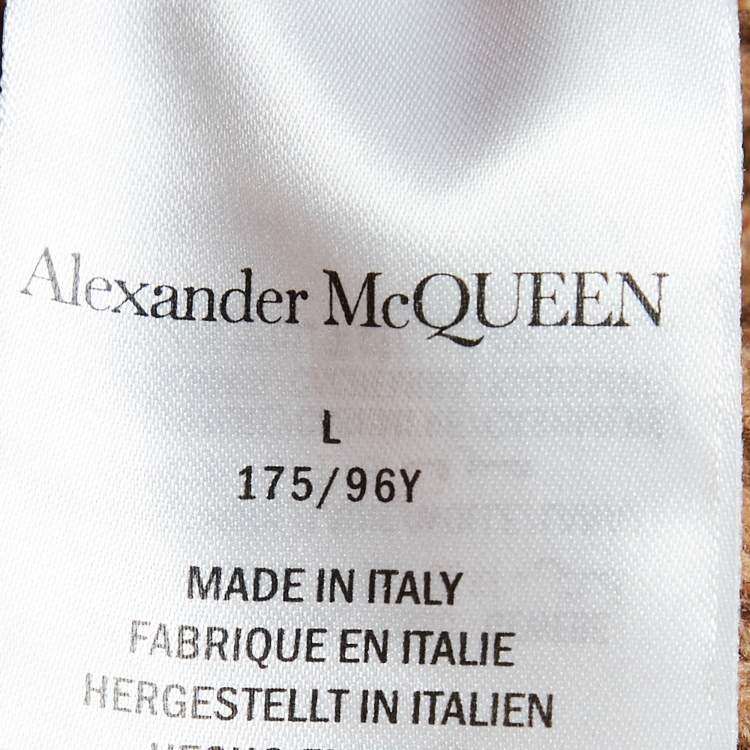 Alexander McQUEEN
L
175/96Y
MADE IN ITALY
FABRIQUE EN ITALIE
HERGESTELLT IN ITALIEN